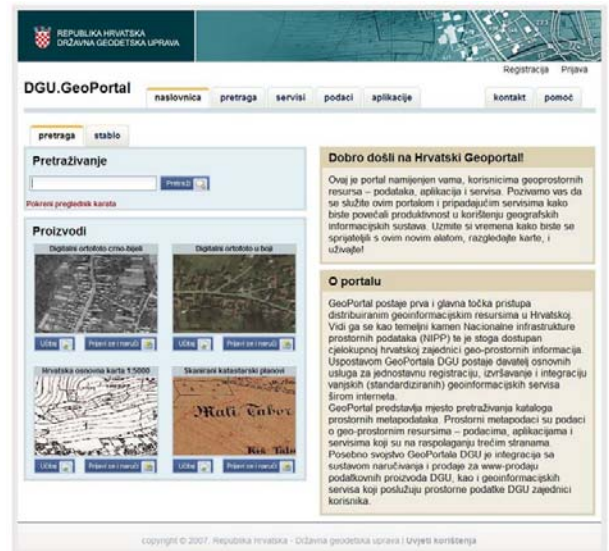 REPUBLIKA HRVATSKA
DRŽAVNA GEODETSKA UPRAVA
Registracija Prijava
DGU.GeoPortal
naslovnica pretraga servisi podaci aplikacije kontakt pomoć
pretraga stablo
Pretraživanje
Pretraži
Pokreni preglednik karata
Proizvodi
Digitalni ortofoto crno-bijeli Digitalni ortofoto u boji
Učitaj Prijavi se i naruči Učitaj Prijavi se i naruči
Hrvatska osnovna karta 1:5000 Skenirani katastarski planovi
Mali Tabor
Učitaj Prijavi se i naruči Učitaj Prijavi se i naruči
Dobro došli na Hrvatski Geoportal!
Ovaj je portal namijenjen vama, korisnicima geoprostornih
resursa – podataka, aplikacija i servisa. Pozivamo vas da
se služite ovim portalom i pripadajućim servisima kako
biste povećali produktivnost u korištenju geografskih
informacijskih sustava. Uzmite si vremena kako biste se
sprijateljili s ovim novim alatom, razgledajte karte, i
uživajte!
O portalu
GeoPortal postaje prva i glavna točka pristupa
distribuiranim geoinformacijskim resursima u Hrvatskoj.
Vidi ga se kao temeljni kamen Nacionalne infrastrukture
prostornih podataka (NIPP) te je stoga dostupan
cjelokupnoj hrvatskoj zajednici geo-prostornih informacija.
Uspostavom GeoPortala DGU postaje davatelj osnovnih
usluga za jednostavnu registraciju, izvršavanje i integraciju
vanjskih (standardiziranih) geoinformacijskih servisa
širom interneta.
GeoPortal predstavlja mjesto pretraživanja kataloga
prostornih metapodataka. Prostorni metapodaci su podaci
o geo-prostornim resursima – podacima, aplikacijama i
servisima koji su na raspolaganju trećim stranama.
Posebno svojstvo GeoPortala DGU je integracija sa
sustavom naručivanja i prodaje za www-prodaju
podatkovnih proizvoda DGU, kao i geoinformacijskih
servisa koji poslužuju prostorne podatke DGU zajednici
korisnika.
copyright © 2007. Republika Hrvatska - Državna geodetska uprava | Uvjeti korištenja